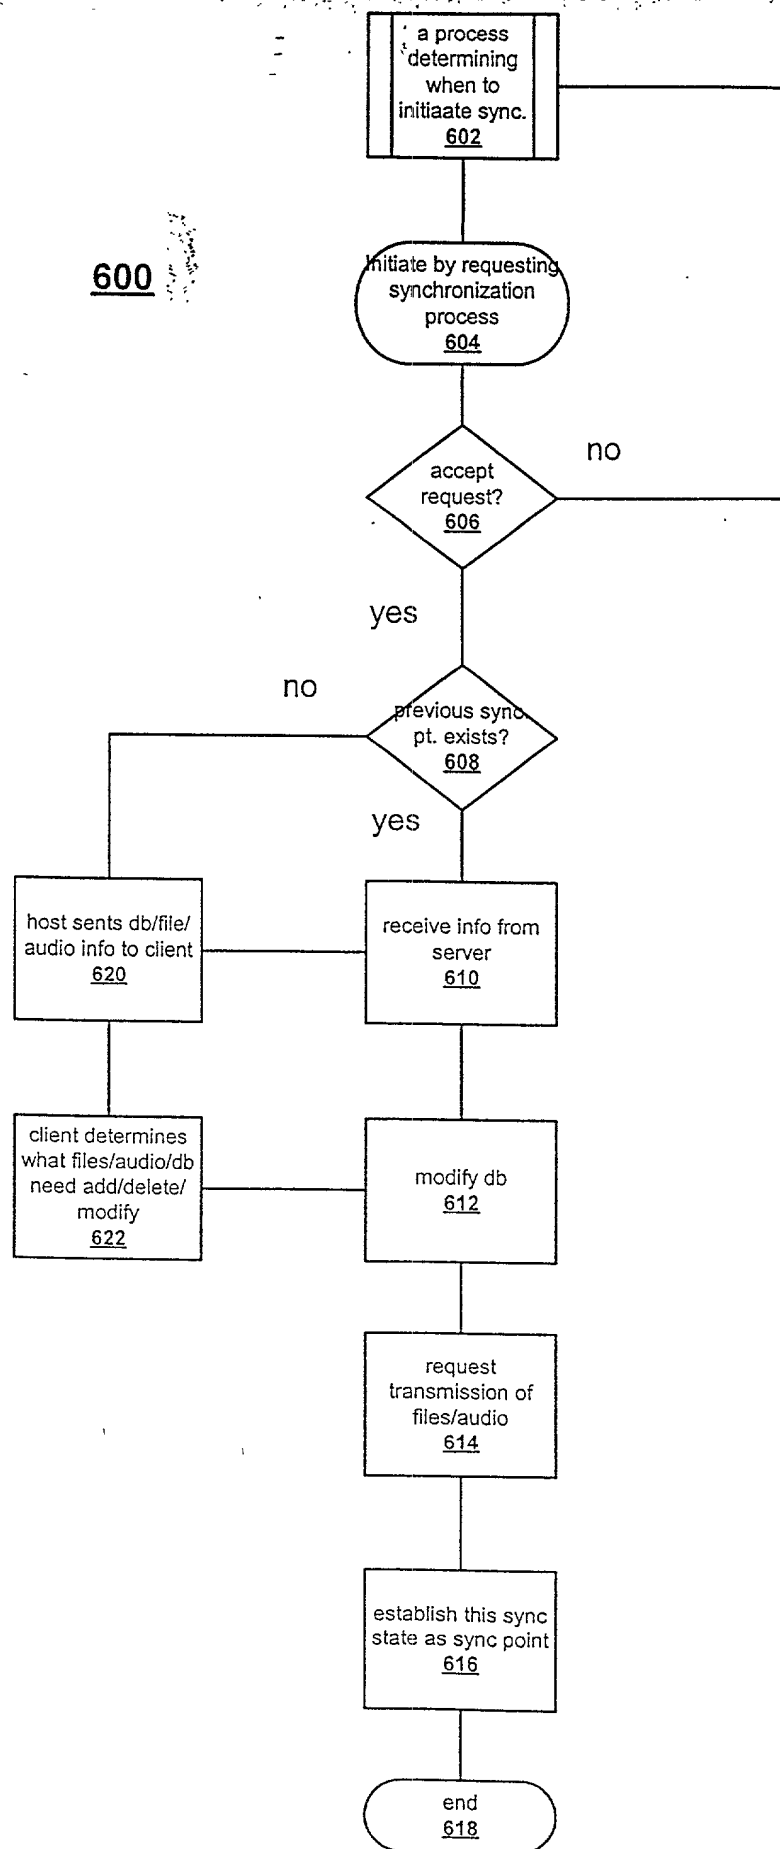 a process
determining
when to
initiaate sync.
602
600
Initiate by requesting
synchronization
process
604
no
accept
request?
606
yes
no
previous sync.
pt. exists?
608
yes
host sents db/file/
audio info to client
620
receive info from
server
610
client determines
what files/audio/db
need add/delete/
modify
622
modify db
612
request
transmission of
files/audio
614
establish this sync
state as sync point
616
end
618